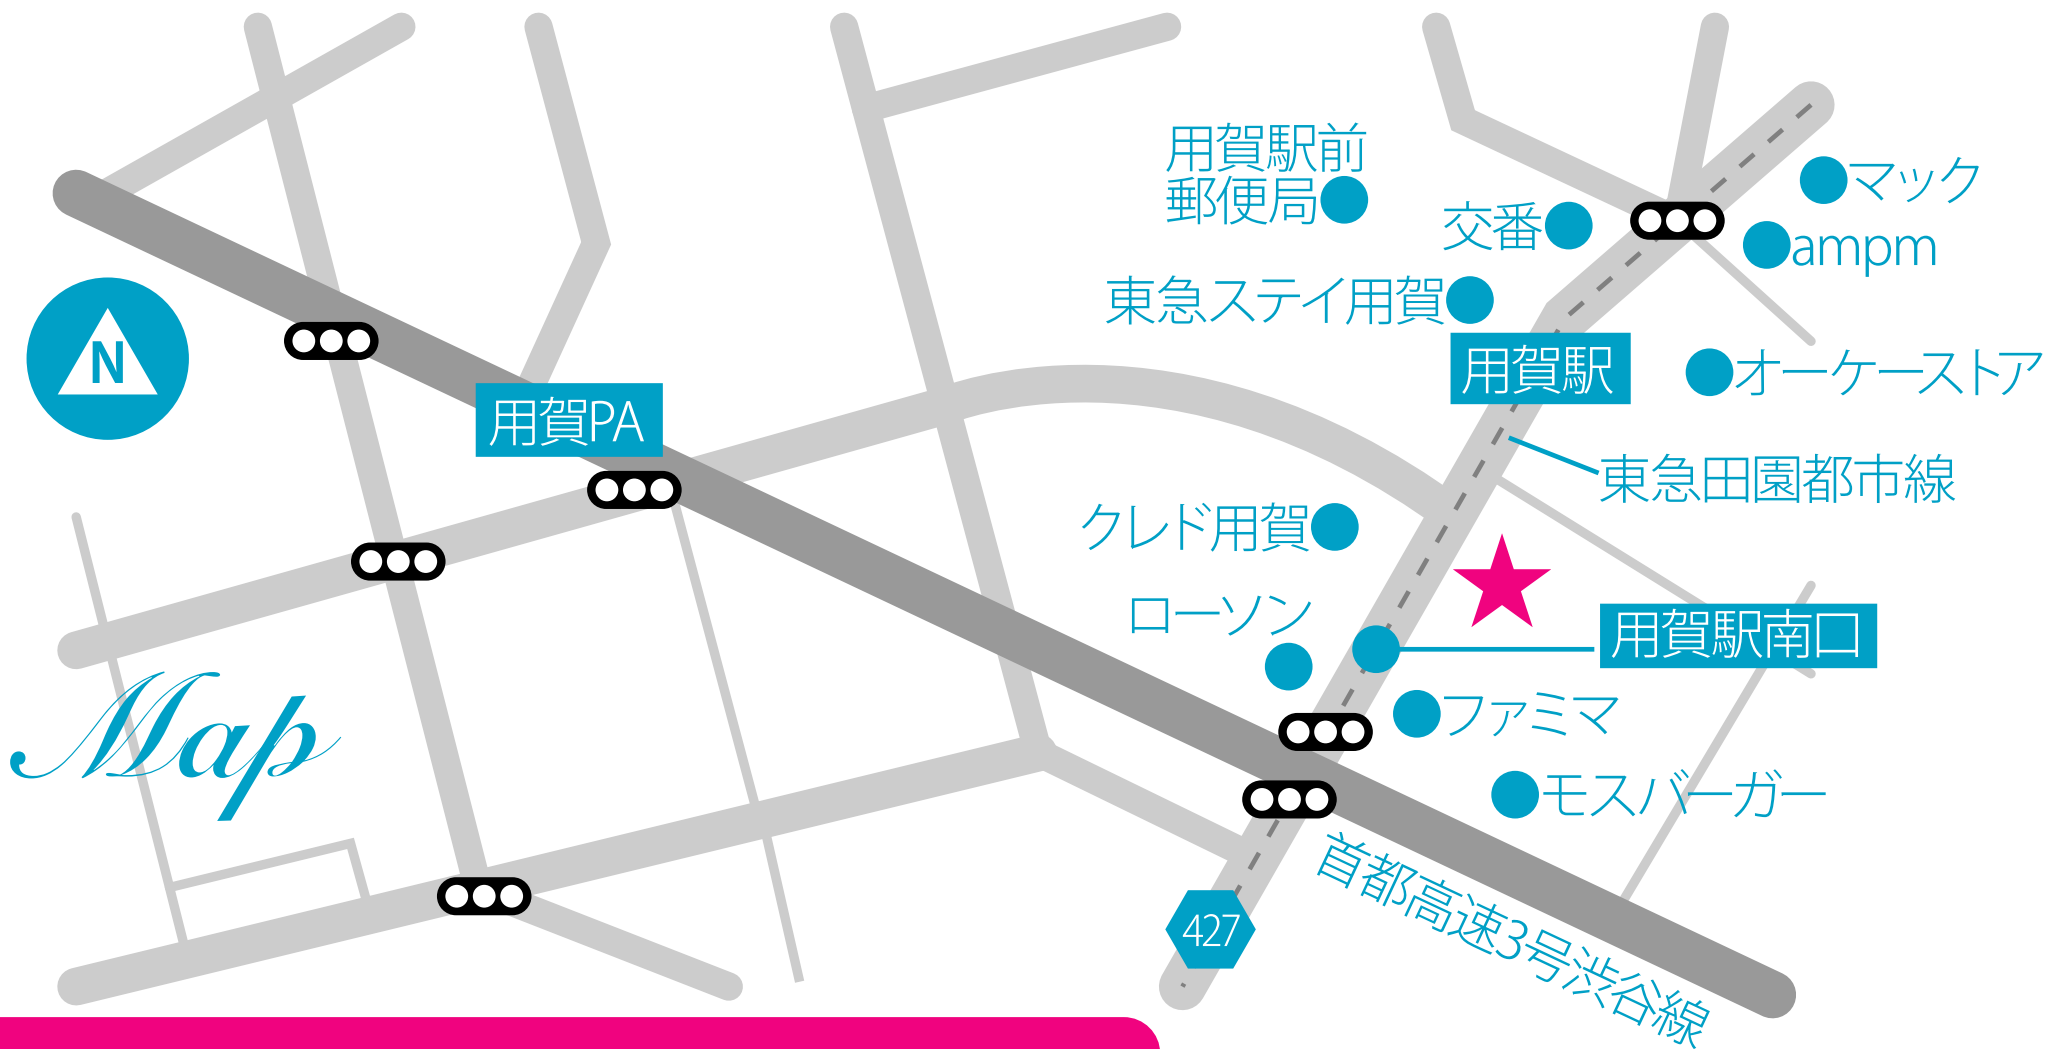 用賀駅前
郵便局
マック
交番
ampm
東急ステイ用賀
用賀駅
オーケーストア
N
用賀PA
東急田園都市線
クレド用賀
ローソン
用賀駅南口
Map
ファミマ
モスバーガー
首都高速3号渋谷線
427